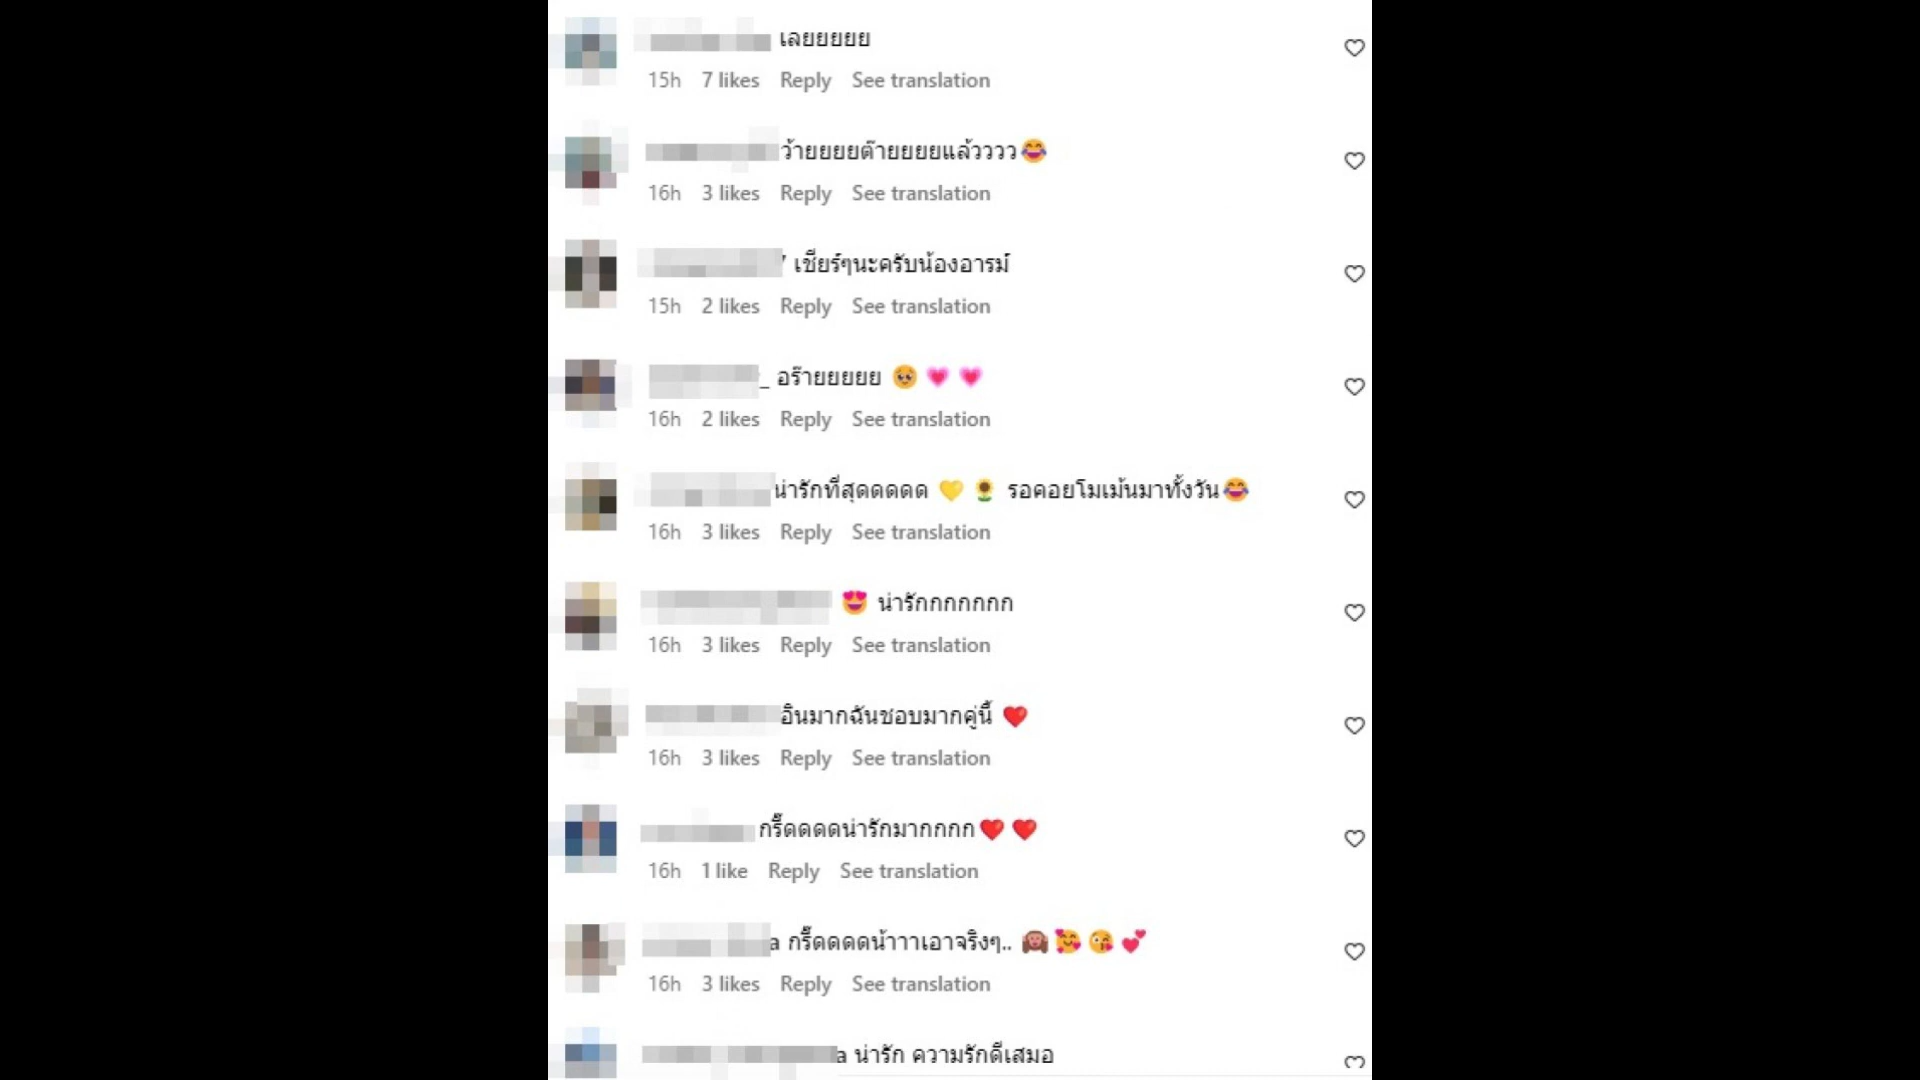 เลยยยยย
15h 7 likes Reply See translation
ว้ายยยยต๊ายยยยแล้วววว😂
16h 3 likes Reply See translation
เชียร์ๆนะครับน้องอารม์
15h 2 likes Reply See translation
_ อร๊ายยยยย 🥹 💗 💗
16h 2 likes Reply See translation
น่ารักที่สุดดดดด 💛 🌻 รอคอยโมเม้นมาทั้งวัน😂
16h 3 likes Reply See translation
😍 น่ารักกกกกกก
16h 3 likes Reply See translation
อินมากฉันชอบมากคู่นี้ ❤️
16h 3 likes Reply See translation
กรี๊ดดดดน่ารักมากกกก❤️ ❤️
16h 1 like Reply See translation
a กรี๊ดดดดน้าาาเอาจริงๆ.. 🙉 🥰 😘 💕
16h 3 likes Reply See translation
a น่ารัก ความรักดีเสมอ